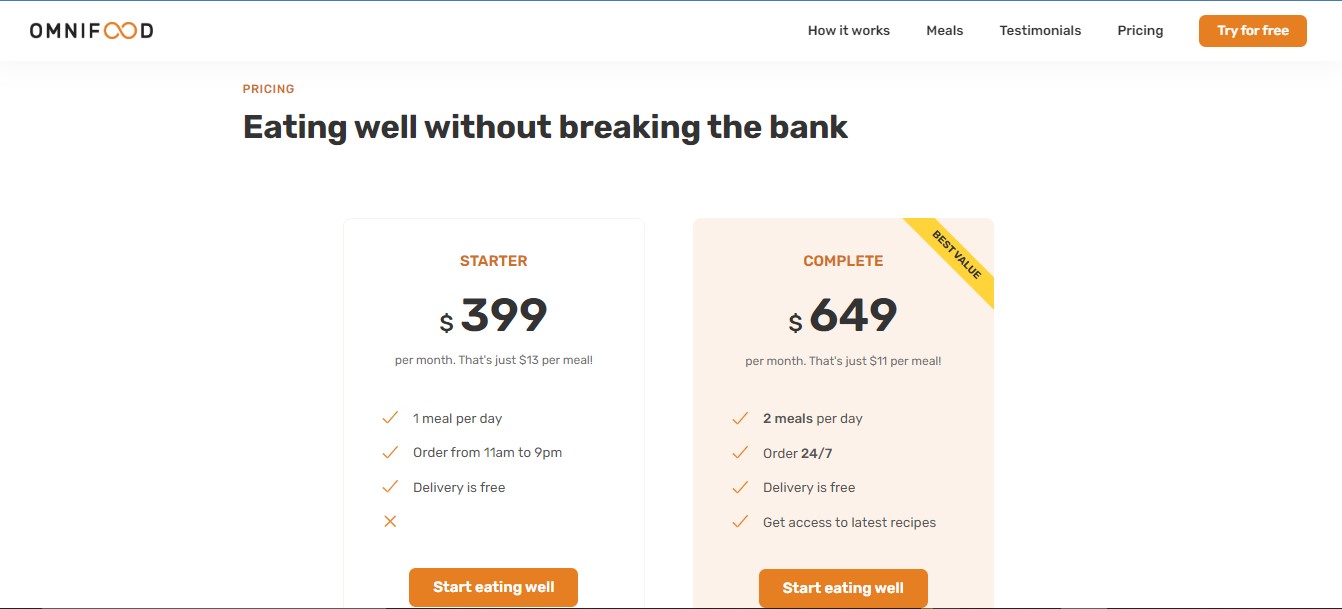 OMNIFOOD
How it works Meals Testimonials Pricing Try for free
PRICING
Eating well without breaking the bank
STARTER
$ 399
per month. That's just $13 per meal!
1 meal per day
Order from 11am to 9pm
Delivery is free
Start eating well
BEST VALUE
COMPLETE
$ 649
per month. That's just $11 per meal!
2 meals per day
Order 24/7
Delivery is free
Get access to latest recipes
Start eating well